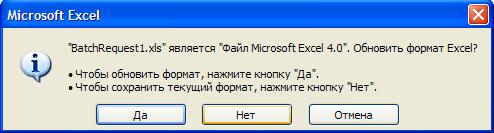 Microsoft Excel
"BatchRequest1.xls" является "Файл Microsoft Excel 4.0". Обновить формат Excel?
• Чтобы обновить формат, нажмите кнопку "Да".
• Чтобы сохранить текущий формат, нажмите кнопку "Нет".
Да Нет Отмена